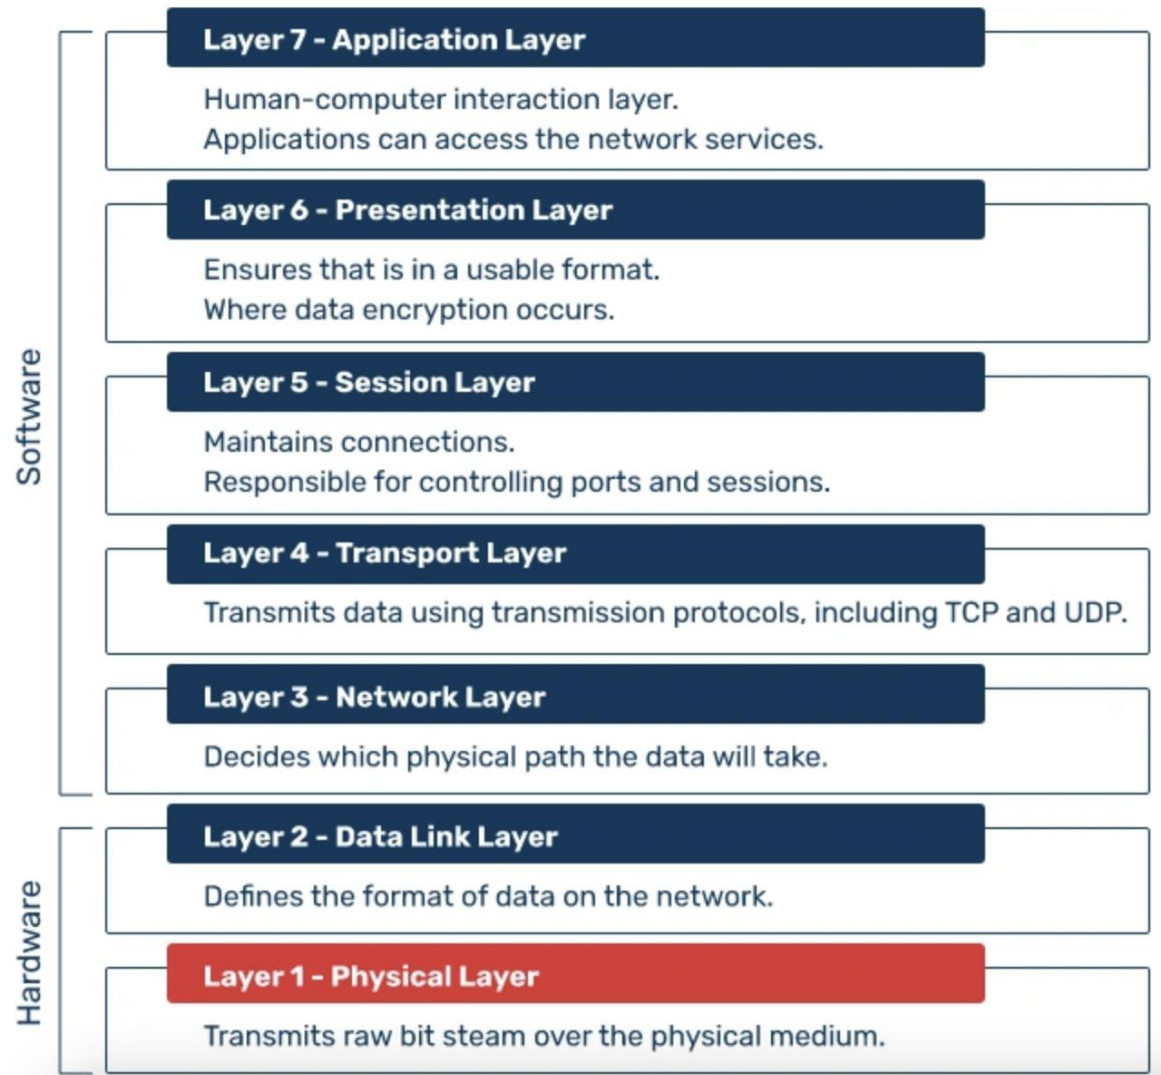 Layer 7 - Application Layer
Human-computer interaction layer.
Applications can access the network services.
Layer 6 - Presentation Layer
Ensures that is in a usable format.
Where data encryption occurs.
Software
Layer 5 - Session Layer
Maintains connections.
Responsible for controlling ports and sessions.
Layer 4 - Transport Layer
Transmits data using transmission protocols, including TCP and UDP.
Layer 3 - Network Layer
Decides which physical path the data will take.
Layer 2 - Data Link Layer
Defines the format of data on the network.
Hardware
Layer 1 - Physical Layer
Transmits raw bit steam over the physical medium.